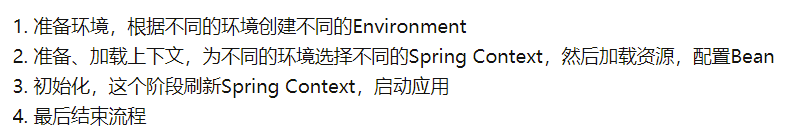 1. 准备环境，根据不同的环境创建不同的Environment
2. 准备、加载上下文，为不同的环境选择不同的Spring Context，然后加载资源，配置Bean
3. 初始化，这个阶段刷新Spring Context，启动应用
4. 最后结束流程